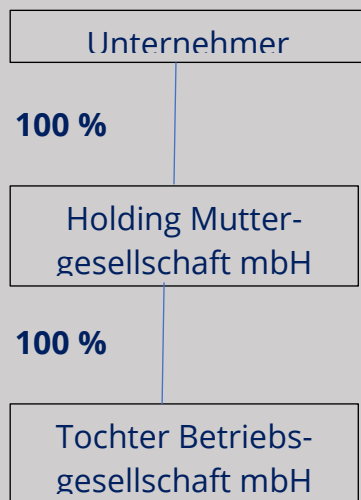 Unternehmer
100 %
Holding Mutter-
gesellschaft mbH
100 %
Tochter Betriebs-
gesellschaft mbH